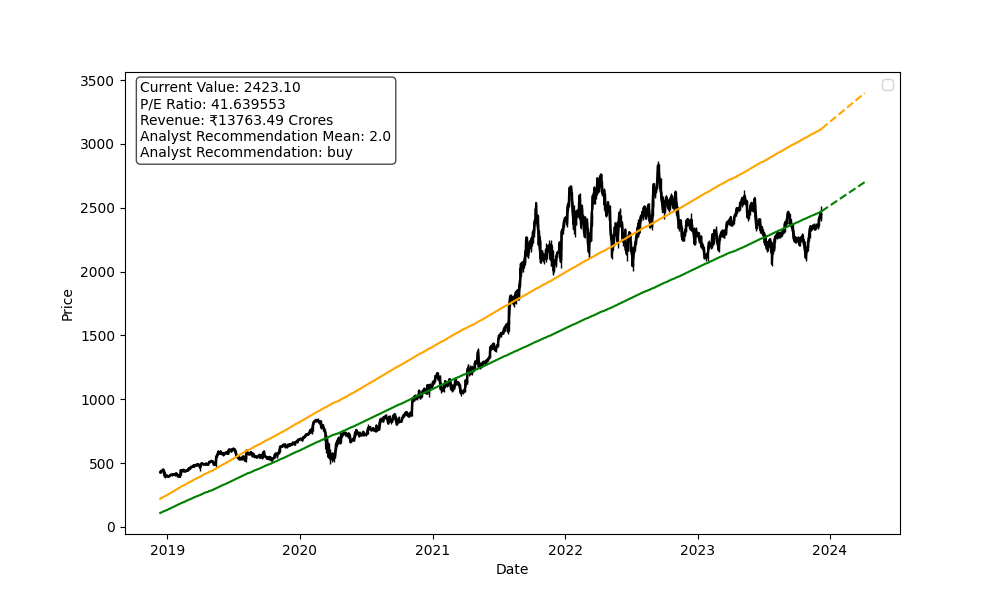 Current Value: 2423.10
P/E Ratio: 41.639553
Revenue: ₹13763.49 Crores
Analyst Recommendation Mean: 2.0
Analyst Recommendation: buy
3500
3000
2500
2000
1500
1000
500
0
Price
2019 2020 2021 2022 2023 2024
Date